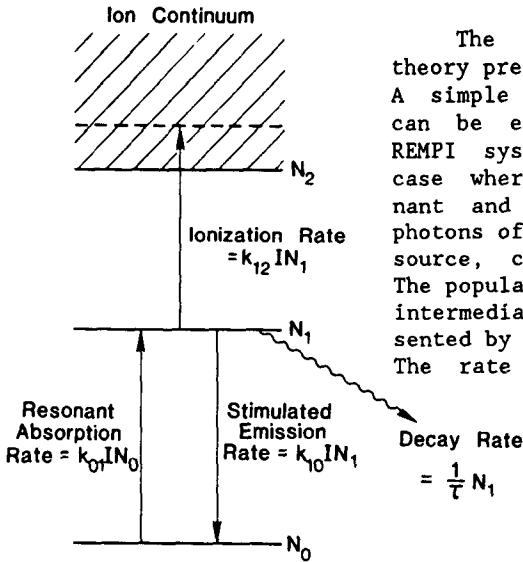 Ion Continuum
N₂
Ionization Rate
=k₁₂IN₁
N₁
Resonant
Absorption
Rate = k₀₁IN₀
Stimulated
Emission
Rate = k₁₀IN₁
Decay Rate
= 1/τ N₁
N₀
The
theory pre
A simple
can be e
REMPI sys
case wher
nant and
photons of
source, c
The popula
intermedia
sented by
The rate